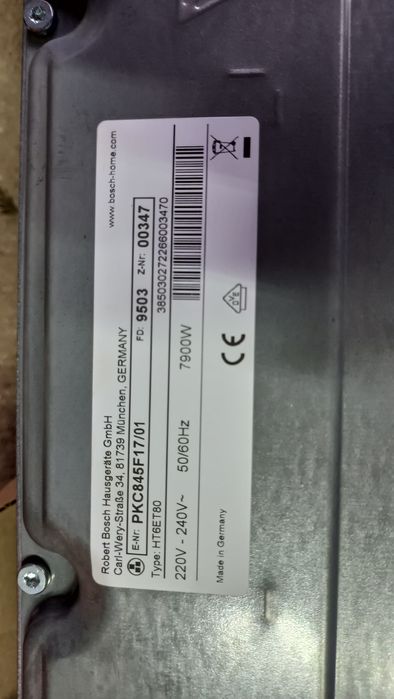 Robert Bosch Hausgeräte GmbH
Carl-Wery-Straße 34, 81739 München, GERMANY
www.bosch-home.com
E-Nr: PKC845F17/01 FD: 9503 Z-Nr: 00347
Type: HT6ET80 385030272266003470
220V - 240V~ 50/60Hz 7900W
Made in Germany
CE
VDE